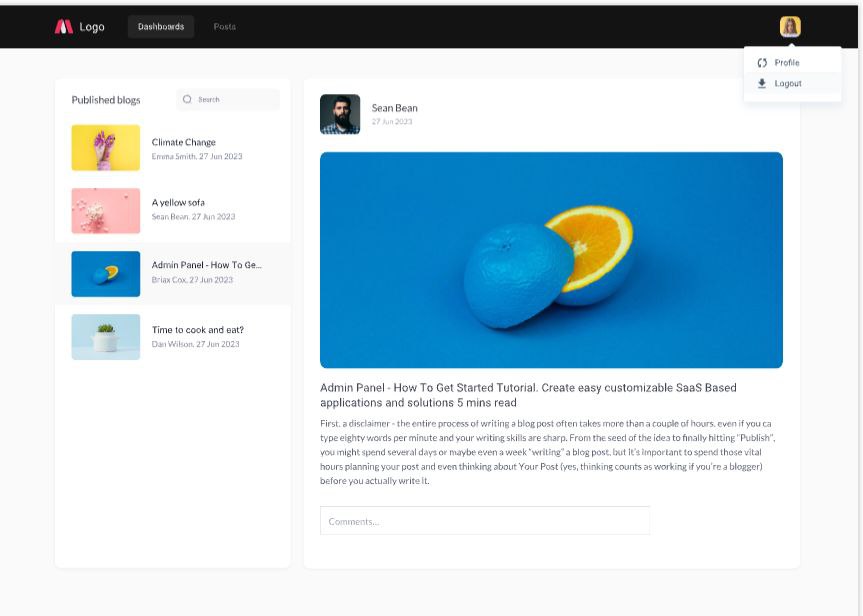 Logo
Dashboards
Posts
Profile
Logout
Published blogs
Search
Climate Change
Emma Smith, 27 Jun 2023
A yellow sofa
Sean Bean, 27 Jun 2023
Admin Panel - How To Ge...
Briax Cox, 27 Jun 2023
Time to cook and eat?
Dan Wilson, 27 Jun 2023
Sean Bean
27 Jun 2023
Admin Panel - How To Get Started Tutorial. Create easy customizable SaaS Based
applications and solutions 5 mins read
First, a disclaimer - the entire process of writing a blog post often takes more than a couple of hours, even if you ca
type eighty words per minute and your writing skills are sharp. From the seed of the idea to finally hitting "Publish",
you might spend several days or maybe even a week "writing" a blog post, but it's important to spend those vital
hours planning your post and even thinking about Your Post (yes, thinking counts as working if you're a blogger)
before you actually write it.
Comments...